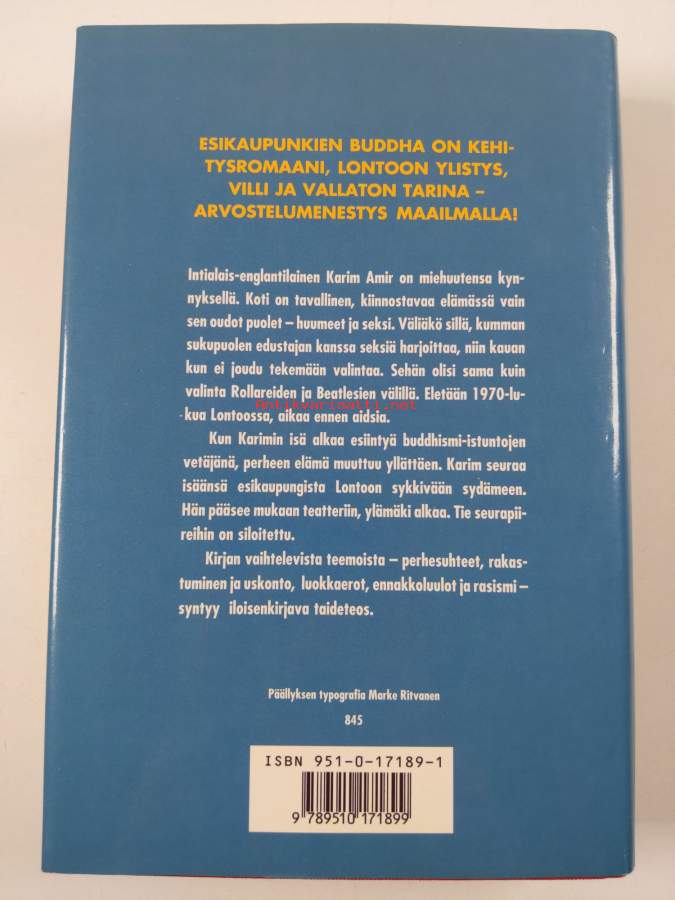 ESIKAUPUNKIEN BUDDHA ON KEHI-
TYSROMAANI, LONTOON YLISTYS,
VILLI JA VALLATON TARINA –
ARVOSTELUMENESTYS MAAILMALLA!
Intialais-englantilainen Karim Amir on miehuutensa kyn-
nyksellä. Koti on tavallinen, kiinnostavaa elämässä vain
sen oudot puolet – huumeet ja seksi. Väliäkö sillä, kumman
sukupuolen edustajan kanssa seksiä harjoittaa, niin kauan
kun ei joudu tekemään valintaa. Sehän olisi sama kuin
valinta Rollareiden ja Beatlesien välillä. Eletään 1970-lu-
kua Lontoossa, aikaa ennen aidsia.
Antikvariaatti.net
Kun Karimin isä alkaa esiintyä buddhismi-istuntojen
vetäjänä, perheen elämä muuttuu yllättäen. Karim seuraa
isäänsä esikaupungista Lontoon sykkivään sydämeen.
Hän pääsee mukaan teatteriin, ylämäki alkaa. Tie seurapii-
reihin on siloitettu.
Kirjan vaihtelevista teemoista – perhesuhteet, rakas-
tuminen ja uskonto, luokkaerot, ennakkoluulot ja rasismi –
syntyy iloisenkirjava taideteos.
Päällyksen typografia Marke Ritvanen
845
ISBN 951-0-17189-1
9 789510 171899